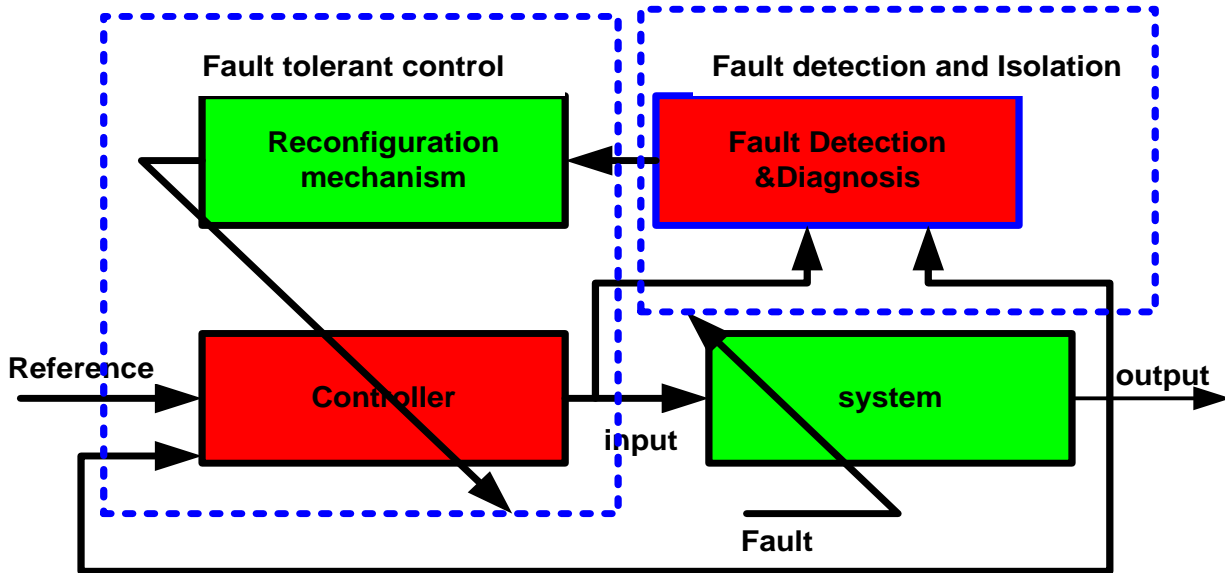 Fault tolerant control
Fault detection and Isolation
Reconfiguration
mechanism
Fault Detection
&Diagnosis
Reference
Controller
input
system
output
Fault